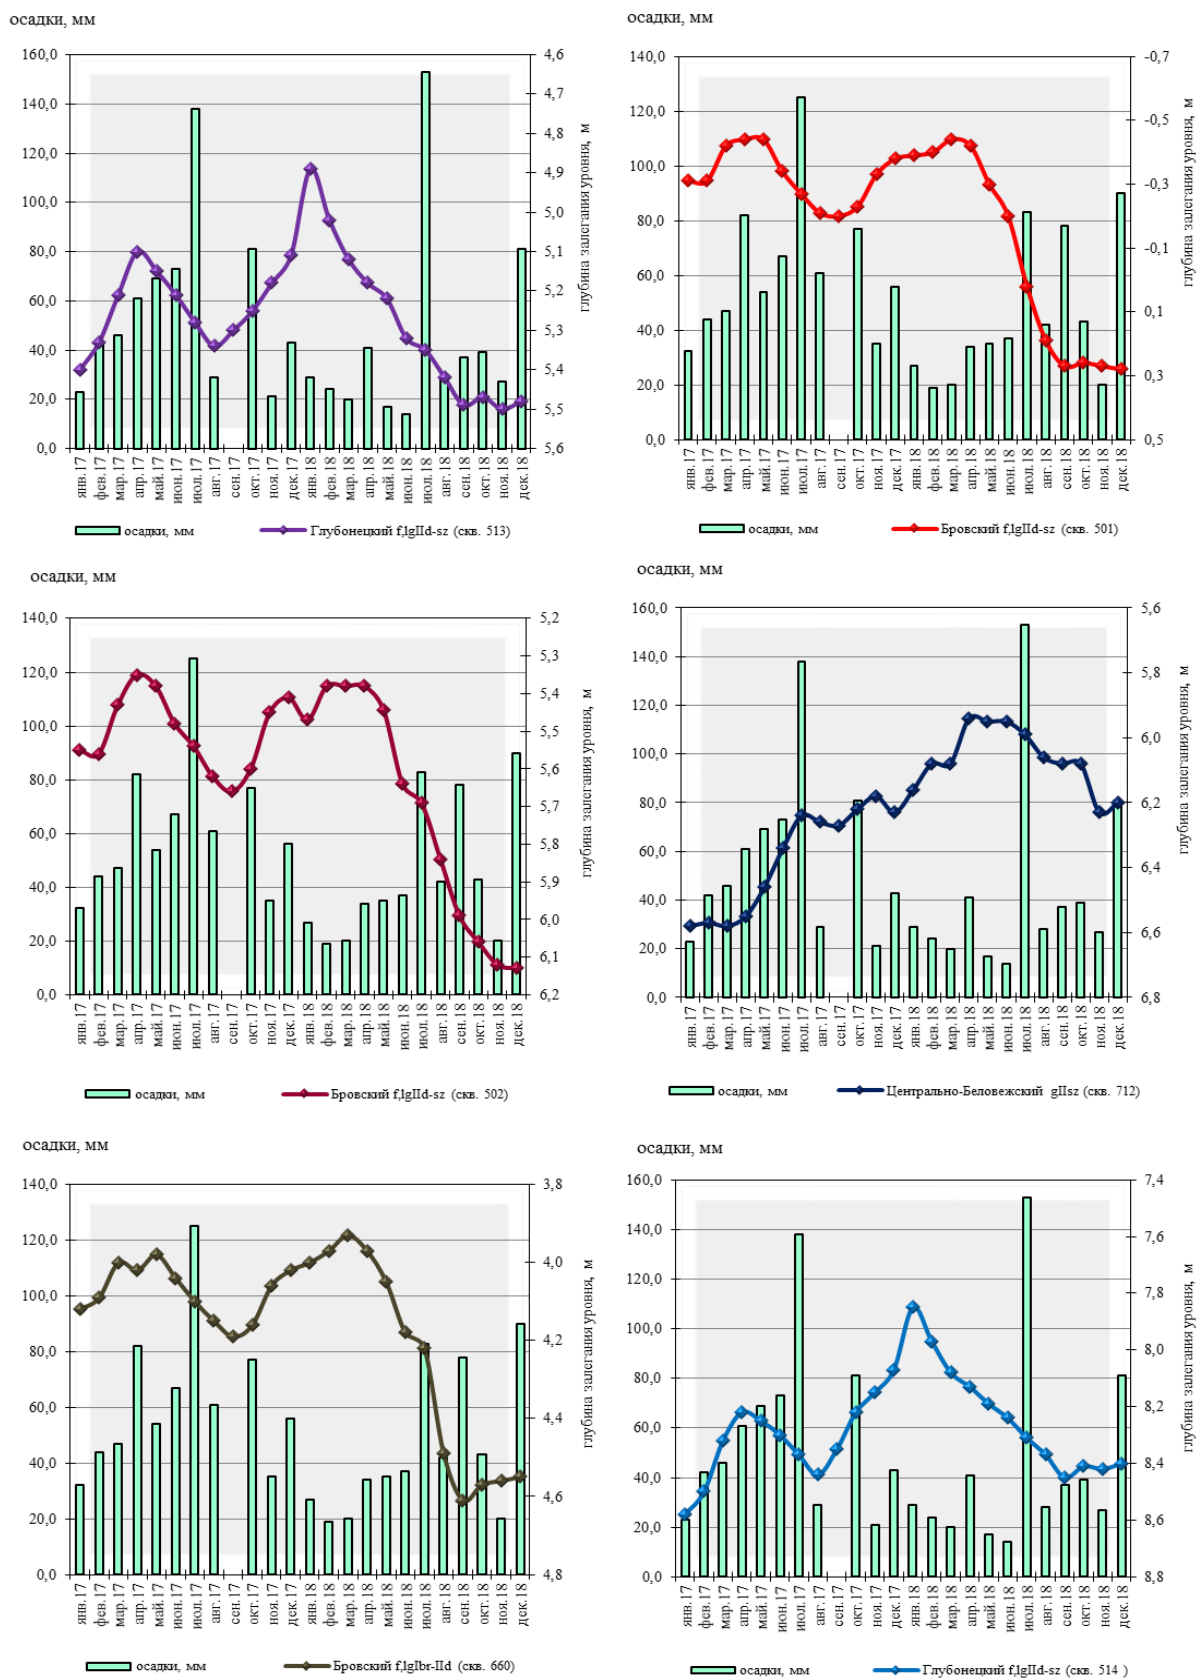 осадки, мм
160,0
140,0
120,0
100,0
80,0
60,0
40,0
20,0
0,0
4,6
4,7
4,8
4,9
5,0
5,1
5,2
5,3
5,4
5,5
5,6
глубина залегания уровня, м
янв.17
фев.17
мар.17
апр.17
май.17
июн.17
июл.17
авг.17
сен.17
окт.17
ноя.17
дек.17
янв.18
фев.18
мар.18
апр.18
май.18
июн.18
июл.18
авг.18
сен.18
окт.18
ноя.18
дек.18
осадки, мм
Глубонецкий f,lgIId-sz (скв. 513)
осадки, мм
140,0
120,0
100,0
80,0
60,0
40,0
20,0
0,0
-0,7
-0,5
-0,3
-0,1
0,1
0,3
0,5
глубина залегания уровня, м
янв.17
фев.17
мар.17
апр.17
май.17
июн.17
июл.17
авг.17
сен.17
окт.17
ноя.17
дек.17
янв.18
фев.18
мар.18
апр.18
май.18
июн.18
июл.18
авг.18
сен.18
окт.18
ноя.18
дек.18
осадки, мм
Бровский f,lgIId-sz (скв. 501)
осадки, мм
140,0
120,0
100,0
80,0
60,0
40,0
20,0
0,0
5,2
5,3
5,4
5,5
5,6
5,7
5,8
5,9
6,0
6,1
6,2
глубина залегания уровня, м
янв.17
фев.17
мар.17
апр.17
май.17
июн.17
июл.17
авг.17
сен.17
окт.17
ноя.17
дек.17
янв.18
фев.18
мар.18
апр.18
май.18
июн.18
июл.18
авг.18
сен.18
окт.18
ноя.18
дек.18
осадки, мм
Бровский f,lgIId-sz (скв. 502)
осадки, мм
160,0
140,0
120,0
100,0
80,0
60,0
40,0
20,0
0,0
5,6
5,8
6,0
6,2
6,4
6,6
6,8
глубина залегания уровня, м
янв.17
фев.17
мар.17
апр.17
май.17
июн.17
июл.17
авг.17
сен.17
окт.17
ноя.17
дек.17
янв.18
фев.18
мар.18
апр.18
май.18
июн.18
июл.18
авг.18
сен.18
окт.18
ноя.18
дек.18
осадки, мм
Центрально-Беловежский gIIsz (скв. 712)
осадки, мм
140,0
120,0
100,0
80,0
60,0
40,0
20,0
0,0
3,8
4,0
4,2
4,4
4,6
4,8
глубина залегания уровня, м
янв.17
фев.17
мар.17
апр.17
май.17
июн.17
июл.17
авг.17
сен.17
окт.17
ноя.17
дек.17
янв.18
фев.18
мар.18
апр.18
май.18
июн.18
июл.18
авг.18
сен.18
окт.18
ноя.18
дек.18
осадки, мм
Бровский f,lgIbr-IId (скв. 660)
осадки, мм
160,0
140,0
120,0
100,0
80,0
60,0
40,0
20,0
0,0
7,4
7,6
7,8
8,0
8,2
8,4
8,6
8,8
глубина залегания уровня, м
янв.17
фев.17
мар.17
апр.17
май.17
июн.17
июл.17
авг.17
сен.17
окт.17
ноя.17
дек.17
янв.18
фев.18
мар.18
апр.18
май.18
июн.18
июл.18
авг.18
сен.18
окт.18
ноя.18
дек.18
осадки, мм
Глубонецкий f,lgIId-sz (скв. 514 )